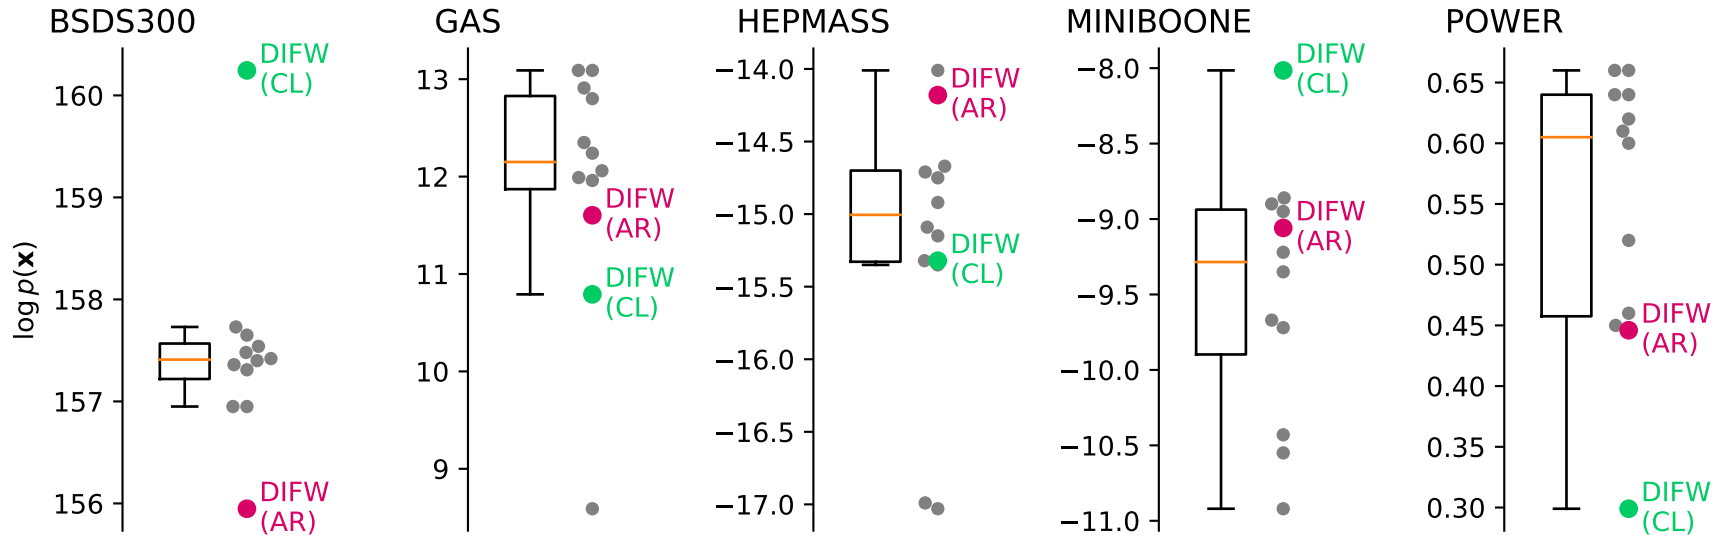 BSDS300
GAS
HEPMASS
MINIBOONE
POWER
log p(x)
160
159
158
157
156
DIFW
(CL)
DIFW
(AR)
13
12
11
10
9
DIFW
(AR)
DIFW
(CL)
−14.0
−14.5
−15.0
−15.5
−16.0
−16.5
−17.0
DIFW
(AR)
DIFW
(CL)
−8.0
−8.5
−9.0
−9.5
−10.0
−10.5
−11.0
DIFW
(CL)
DIFW
(AR)
0.65
0.60
0.55
0.50
0.45
0.40
0.35
0.30
DIFW
(AR)
DIFW
(CL)